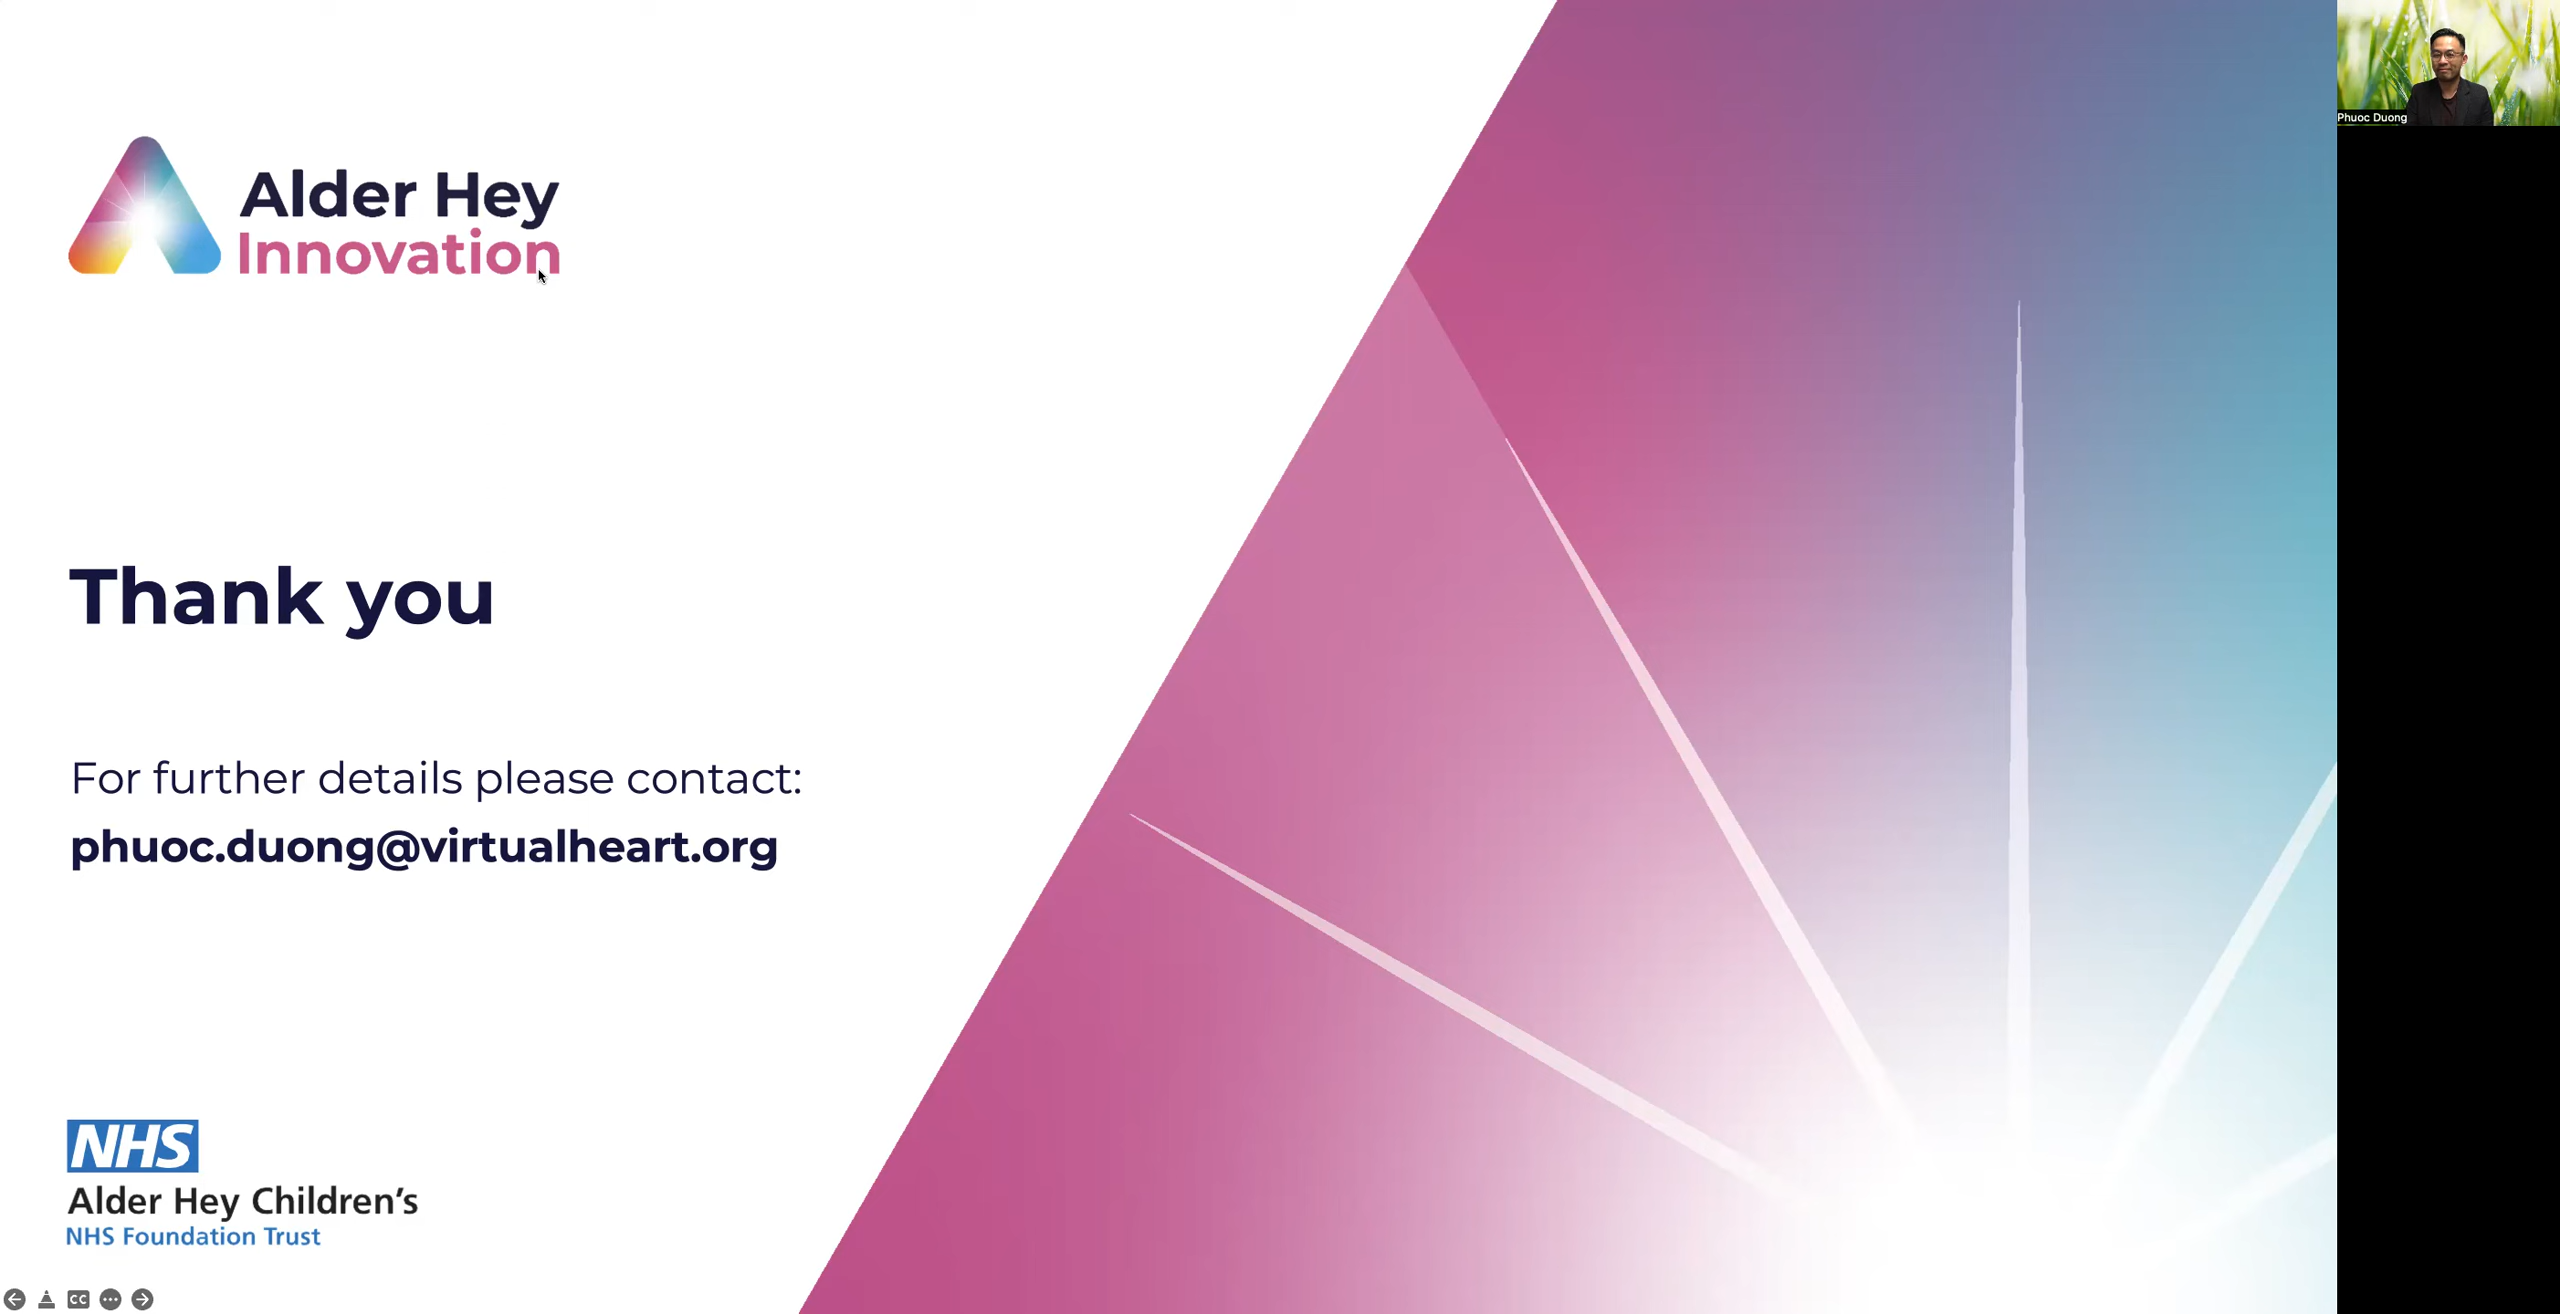 Alder Hey
Innovation
Thank you
For further details please contact:
phuoc.duong@virtualheart.org
NHS
Alder Hey Children's
NHS Foundation Trust
CC
Phuoc Duong